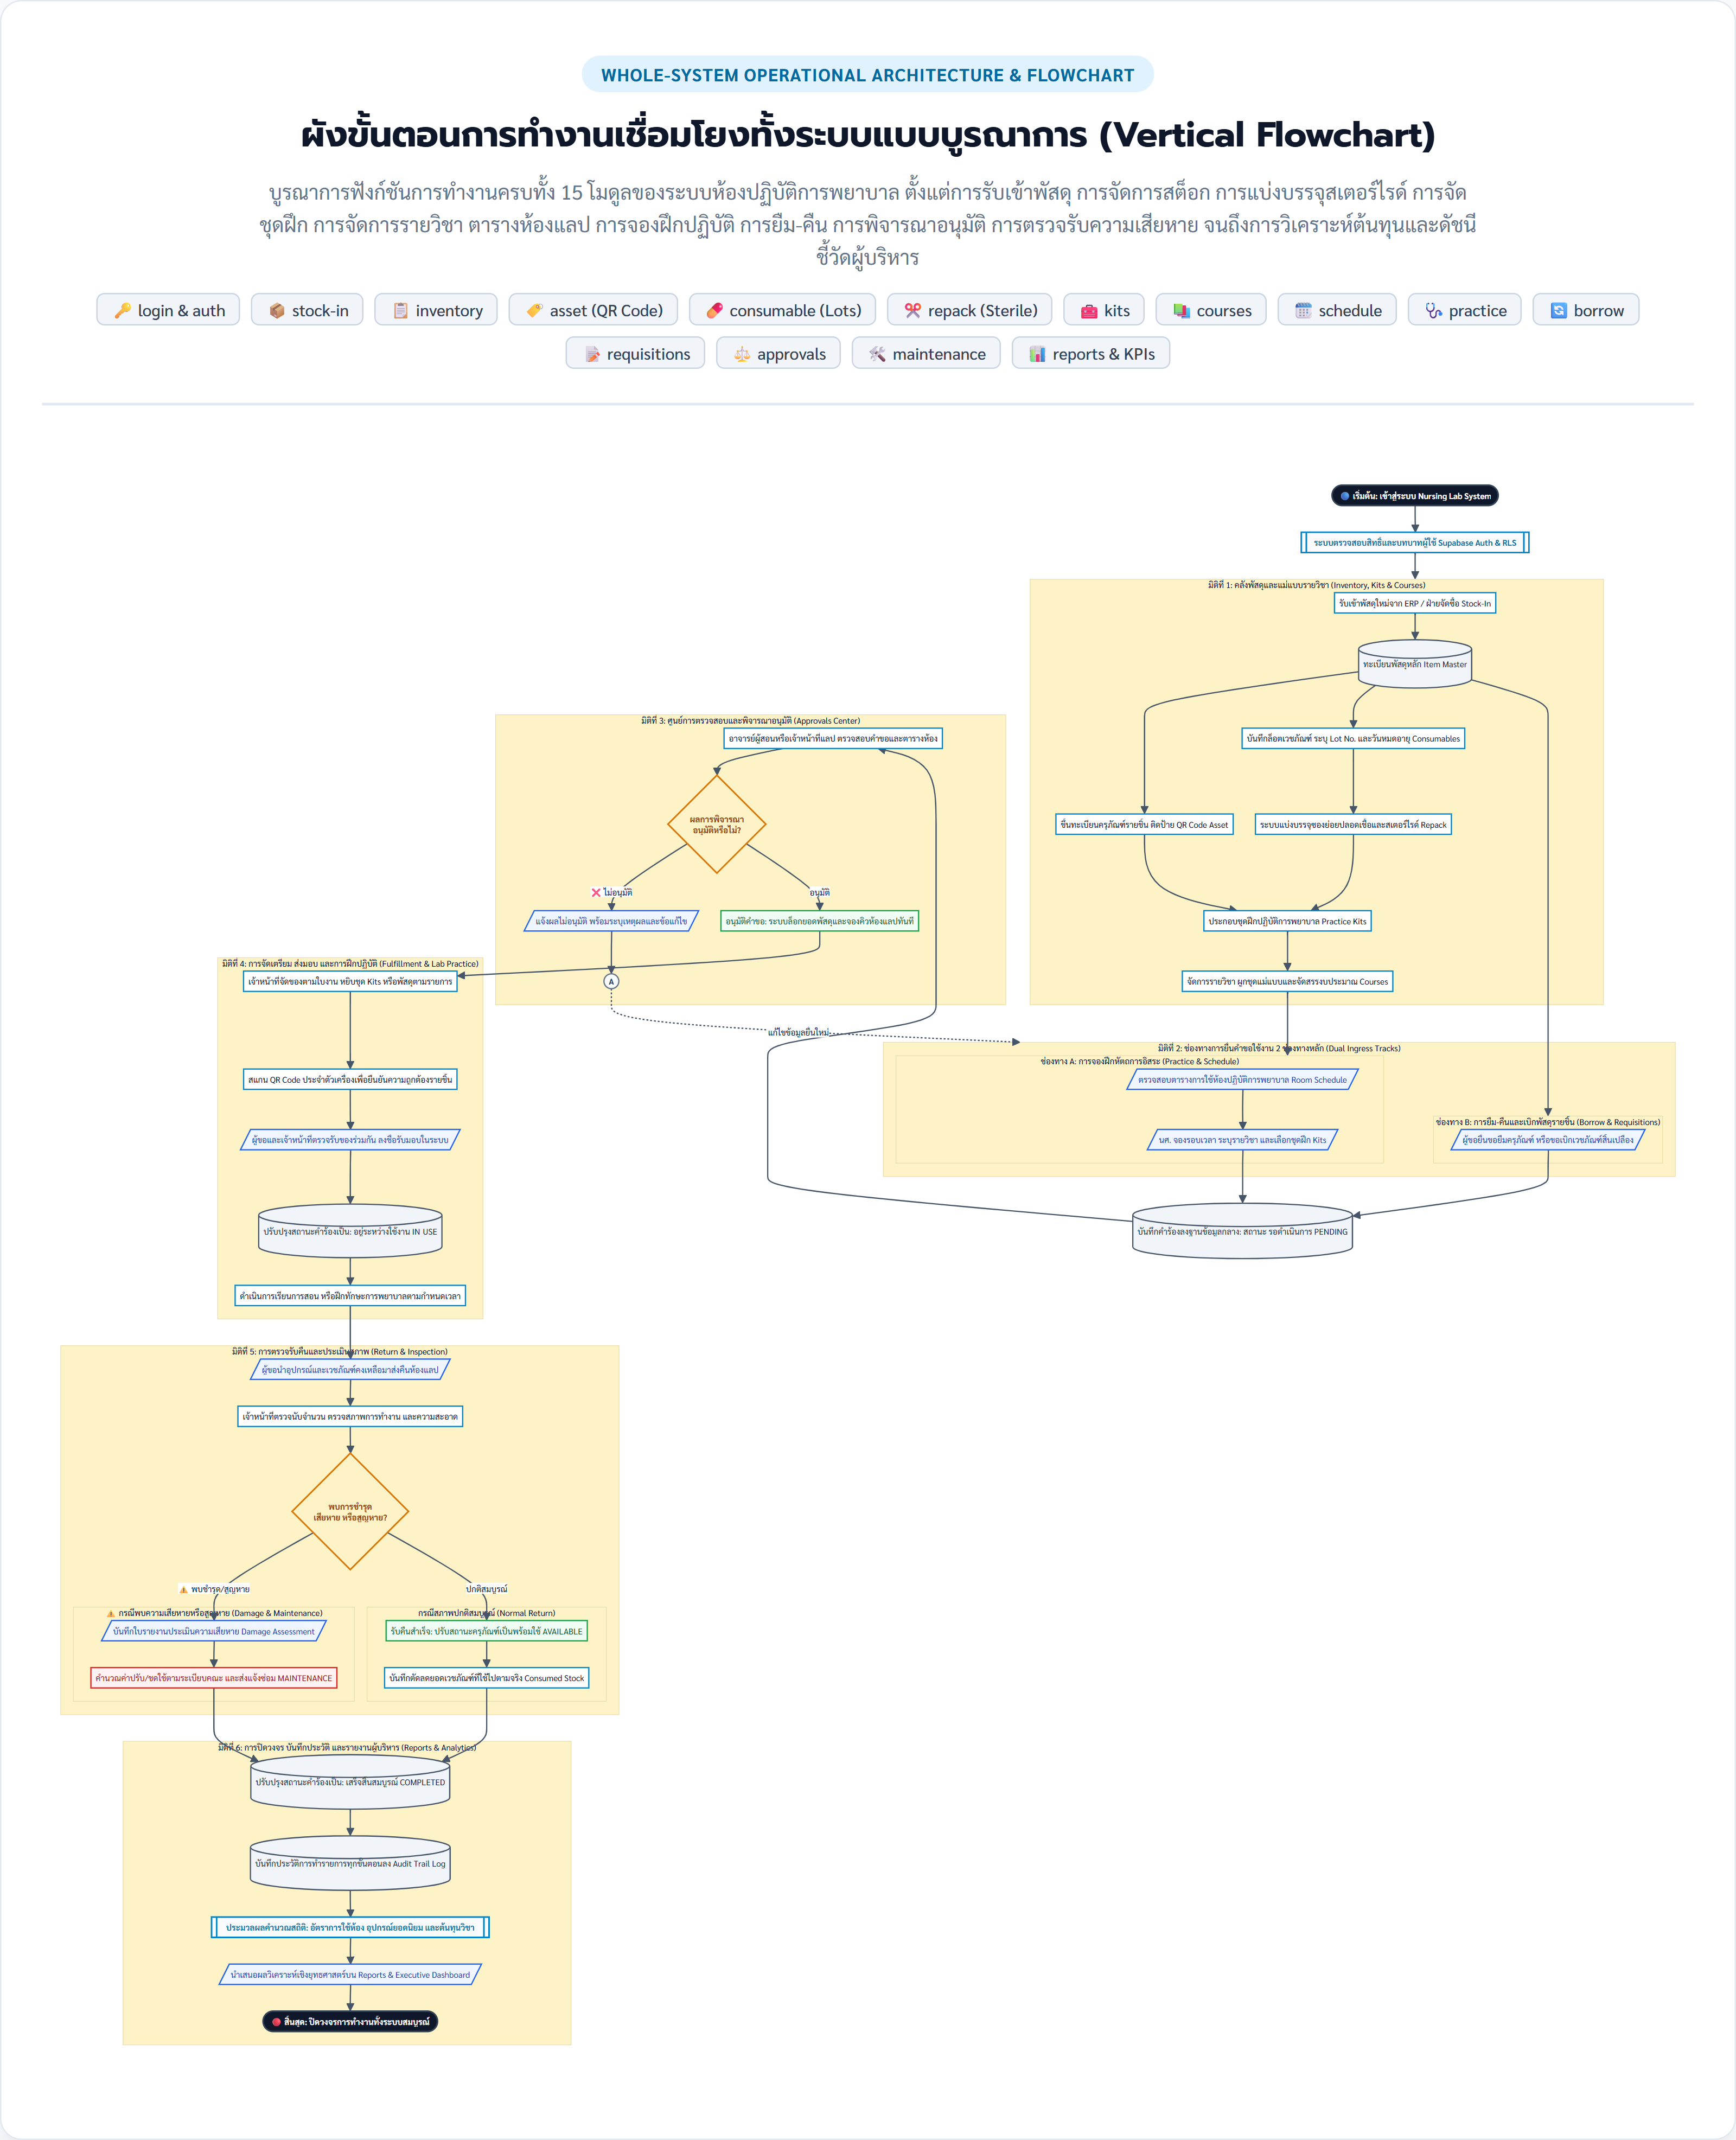 WHOLE-SYSTEM OPERATIONAL ARCHITECTURE & FLOWCHART
ผังขั้นตอนการทำงานเชื่อมโยงทั้งระบบแบบบูรณาการ (Vertical Flowchart)
บูรณาการฟังก์ชันการทำงานครบทั้ง 15 โมดูลของระบบห้องปฏิบัติการพยาบาล ตั้งแต่การรับเข้าพัสดุ การจัดการสต็อก การแบ่งบรรจุสเตอร์ไรด์ การจัด
ชุดฝึก การจัดการรายวิชา ตารางห้องแลป การจองฝึกปฏิบัติ การยืม-คืน การพิจารณาอนุมัติ การตรวจรับความเสียหาย จนถึงการวิเคราะห์ต้นทุนและดัชนี
ชี้วัดผู้บริหาร
🔑 login & auth 📦 stock-in 📋 inventory 🏷️ asset (QR Code) 💊 consumable (Lots) ✂️ repack (Sterile) 🧰 kits 📚 courses 🗓️ schedule 🩺 practice 🔄 borrow
📝 requisitions ⚖️ approvals 🛠️ maintenance 📊 reports & KPIs
🔵 เริ่มต้น: เข้าสู่ระบบ Nursing Lab System
ระบบตรวจสอบสิทธิ์และบทบาทผู้ใช้ Supabase Auth & RLS
มิติที่ 1: คลังพัสดุและแม่แบบรายวิชา (Inventory, Kits & Courses)
รับเข้าพัสดุใหม่จาก ERP / ฝ่ายจัดซื้อ Stock-In
ทะเบียนพัสดุหลัก Item Master
บันทึกล็อตเวชภัณฑ์ ระบุ Lot No. และวันหมดอายุ Consumables
ขึ้นทะเบียนครุภัณฑ์รายชิ้น ติดป้าย QR Code Asset
ระบบแบ่งบรรจุซองย่อยปลอดเชื้อและสเตอร์ไรด์ Repack
ประกอบชุดฝึกปฏิบัติการพยาบาล Practice Kits
จัดการรายวิชา ผูกชุดแม่แบบและจัดสรรงบประมาณ Courses
มิติที่ 3: ศูนย์การตรวจสอบและพิจารณาอนุมัติ (Approvals Center)
อาจารย์ผู้สอนหรือเจ้าหน้าที่แลป ตรวจสอบคำขอและตารางห้อง
ผลการพิจารณา
อนุมัติหรือไม่?
❌ ไม่อนุมัติ
อนุมัติ
แจ้งผลไม่อนุมัติ พร้อมระบุเหตุผลและข้อแก้ไข
อนุมัติคำขอ: ระบบล็อกยอดพัสดุและจองคิวห้องแลปทันที
A
แก้ไขข้อมูลยื่นใหม่
มิติที่ 2: ช่องทางการยื่นคำขอใช้งาน 2 ช่องทางหลัก (Dual Ingress Tracks)
ช่องทาง A: การจองฝึกหัตถการอิสระ (Practice & Schedule)
ตรวจสอบตารางการใช้ห้องปฏิบัติการพยาบาล Room Schedule
นศ. จองรอบเวลา ระบุรายวิชา และเลือกชุดฝึก Kits
ช่องทาง B: การยืม-คืนและเบิกพัสดุรายชิ้น (Borrow & Requisitions)
ผู้ขอยื่นขอยืมครุภัณฑ์ หรือขอเบิกเวชภัณฑ์สิ้นเปลือง
บันทึกคำร้องลงฐานข้อมูลกลาง: สถานะ รอดำเนินการ PENDING
มิติที่ 4: การจัดเตรียม ส่งมอบ และการฝึกปฏิบัติ (Fulfillment & Lab Practice)
เจ้าหน้าที่จัดของตามใบงาน หยิบชุด Kits หรือพัสดุตามรายการ
สแกน QR Code ประจำตัวเครื่องเพื่อยืนยันความถูกต้องรายชิ้น
ผู้ขอและเจ้าหน้าที่ตรวจรับของร่วมกัน ลงชื่อรับมอบในระบบ
ปรับปรุงสถานะคำร้องเป็น: อยู่ระหว่างใช้งาน IN USE
ดำเนินการเรียนการสอน หรือฝึกทักษะการพยาบาลตามกำหนดเวลา
มิติที่ 5: การตรวจรับคืนและประเมินสภาพ (Return & Inspection)
ผู้ขอนำอุปกรณ์และเวชภัณฑ์คงเหลือมาส่งคืนห้องแลป
เจ้าหน้าที่ตรวจนับจำนวน ตรวจสภาพการทำงาน และความสะอาด
พบการชำรุด
เสียหาย หรือสูญหาย?
⚠️ พบชำรุด/สูญหาย
ปกติสมบูรณ์
⚠️ กรณีพบความเสียหายหรือสูญหาย (Damage & Maintenance)
บันทึกใบรายงานประเมินความเสียหาย Damage Assessment
คำนวณค่าปรับ/ชดใช้ตามระเบียบคณะ และส่งแจ้งซ่อม MAINTENANCE
กรณีสภาพปกติสมบูรณ์ (Normal Return)
รับคืนสำเร็จ: ปรับสถานะครุภัณฑ์เป็นพร้อมใช้ AVAILABLE
บันทึกตัดลดยอดเวชภัณฑ์ที่ใช้ไปตามจริง Consumed Stock
มิติที่ 6: การปิดวงจร บันทึกประวัติ และรายงานผู้บริหาร (Reports & Analytics)
ปรับปรุงสถานะคำร้องเป็น: เสร็จสิ้นสมบูรณ์ COMPLETED
บันทึกประวัติการทำรายการทุกขั้นตอนลง Audit Trail Log
ประมวลผลคำนวณสถิติ: อัตราการใช้ห้อง อุปกรณ์ยอดนิยม และต้นทุนวิชา
นำเสนอผลวิเคราะห์เชิงยุทธศาสตร์บน Reports & Executive Dashboard
🔴 สิ้นสุด: ปิดวงจรการทำงานทั้งระบบสมบูรณ์